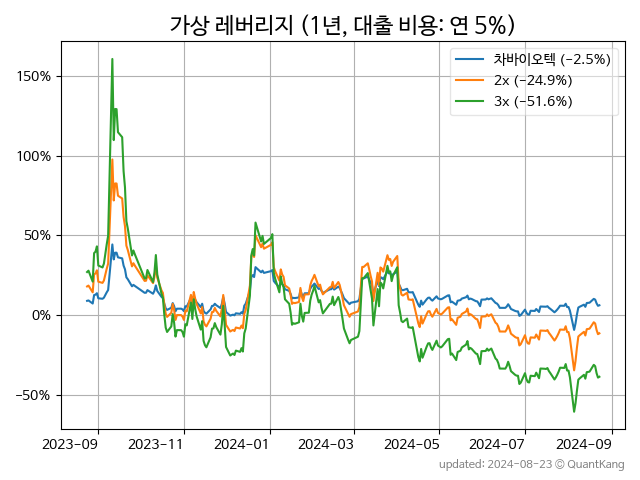 가상 레버리지 (1년, 대출 비용: 연 5%)
차바이오텍 (−2.5%)
2x (−24.9%)
3x (−51.6%)
150%
100%
50%
0%
−50%
2023−09 2023−11 2024−01 2024−03 2024−05 2024−07 2024−09
updated: 2024-08-23 © QuantKang